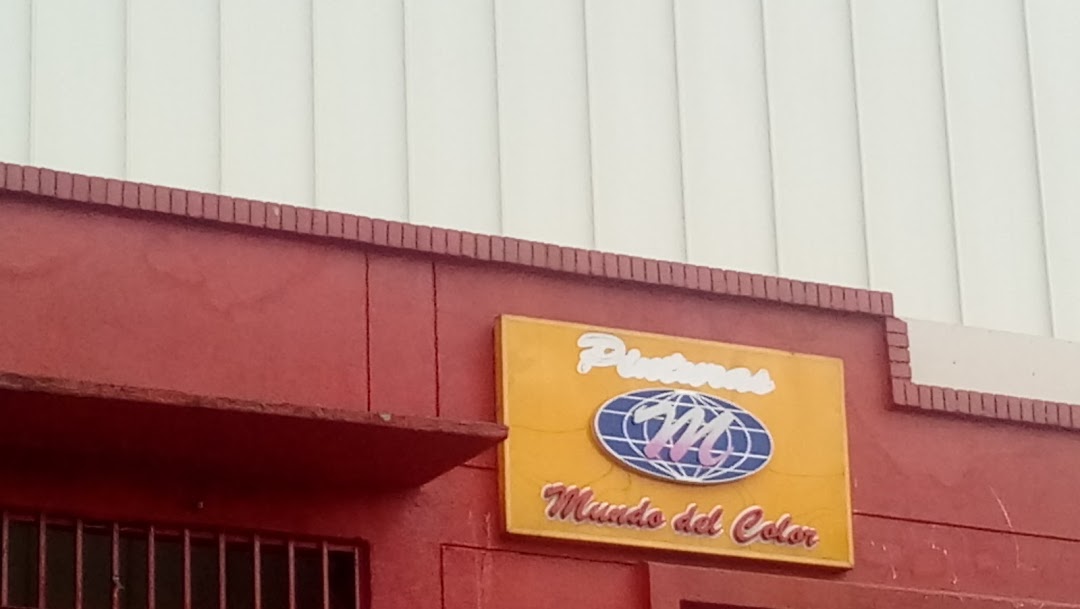 Pinturas
M
Mundo del Color